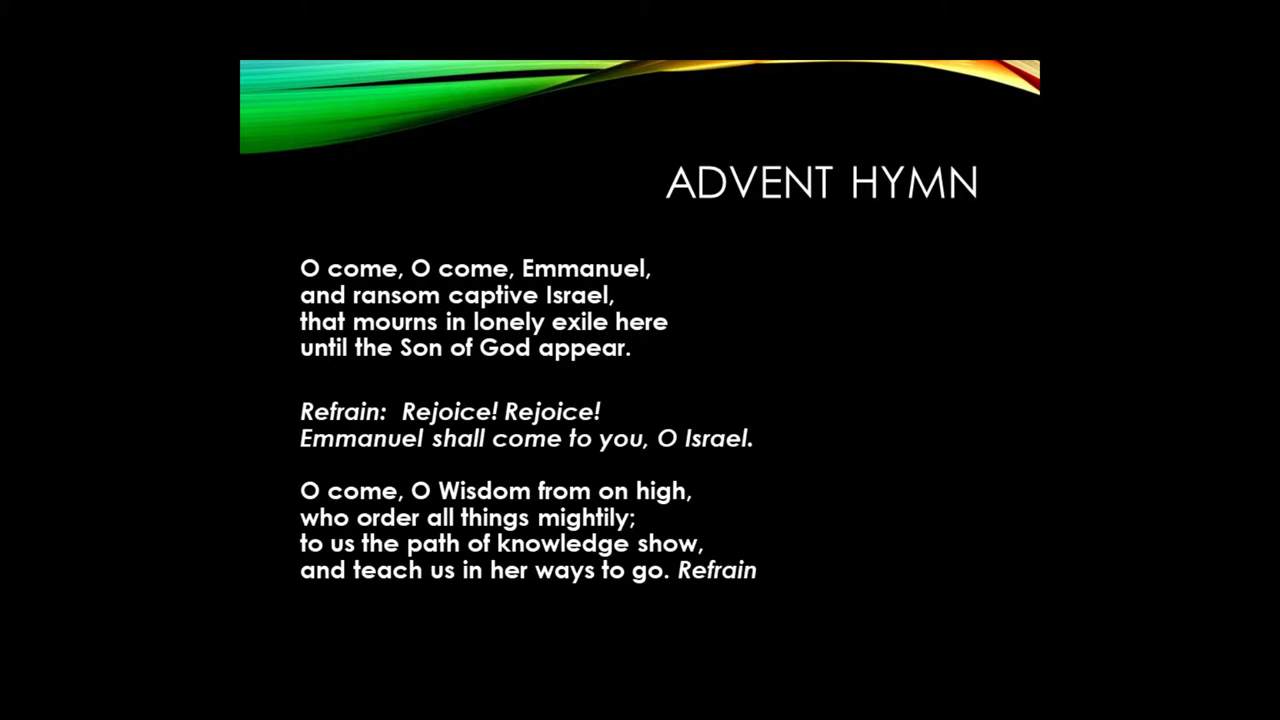 ADVENT HYMN
O come, O come, Emmanuel,
and ransom captive Israel,
that mourns in lonely exile here
until the Son of God appear.
Refrain: Rejoice! Rejoice!
Emmanuel shall come to you, O Israel.
O come, O Wisdom from on high,
who order all things mightily;
to us the path of knowledge show,
and teach us in her ways to go. Refrain